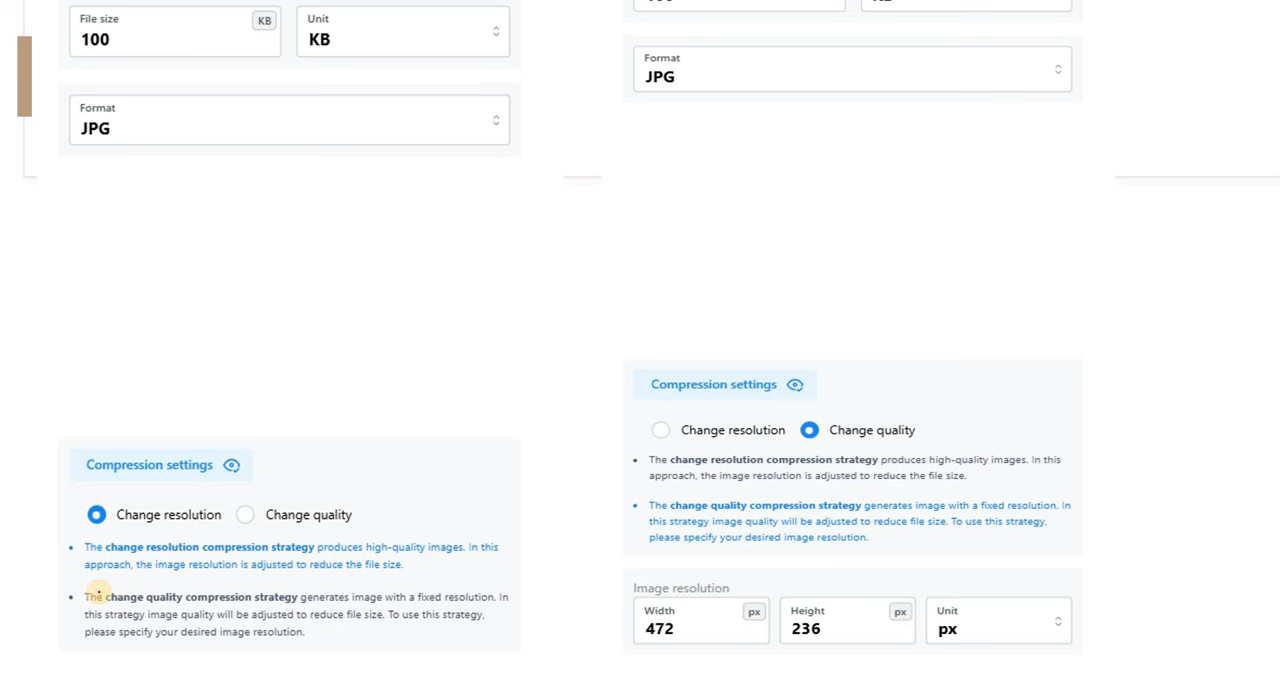 File size
KB
100
Unit
KB
Format
JPG
Compression settings
Change resolution
Change quality
The change resolution compression strategy produces high-quality images. In this
approach, the image resolution is adjusted to reduce the file size.
The change quality compression strategy generates image with a fixed resolution. In
this strategy image quality will be adjusted to reduce file size. To use this strategy,
please specify your desired image resolution.
Format
JPG
Compression settings
Change resolution
Change quality
The change resolution compression strategy produces high-quality images. In this
approach, the image resolution is adjusted to reduce the file size.
The change quality compression strategy generates image with a fixed resolution. In
this strategy image quality will be adjusted to reduce file size. To use this strategy,
please specify your desired image resolution.
Image resolution
Width
px
472
Height
px
236
Unit
px